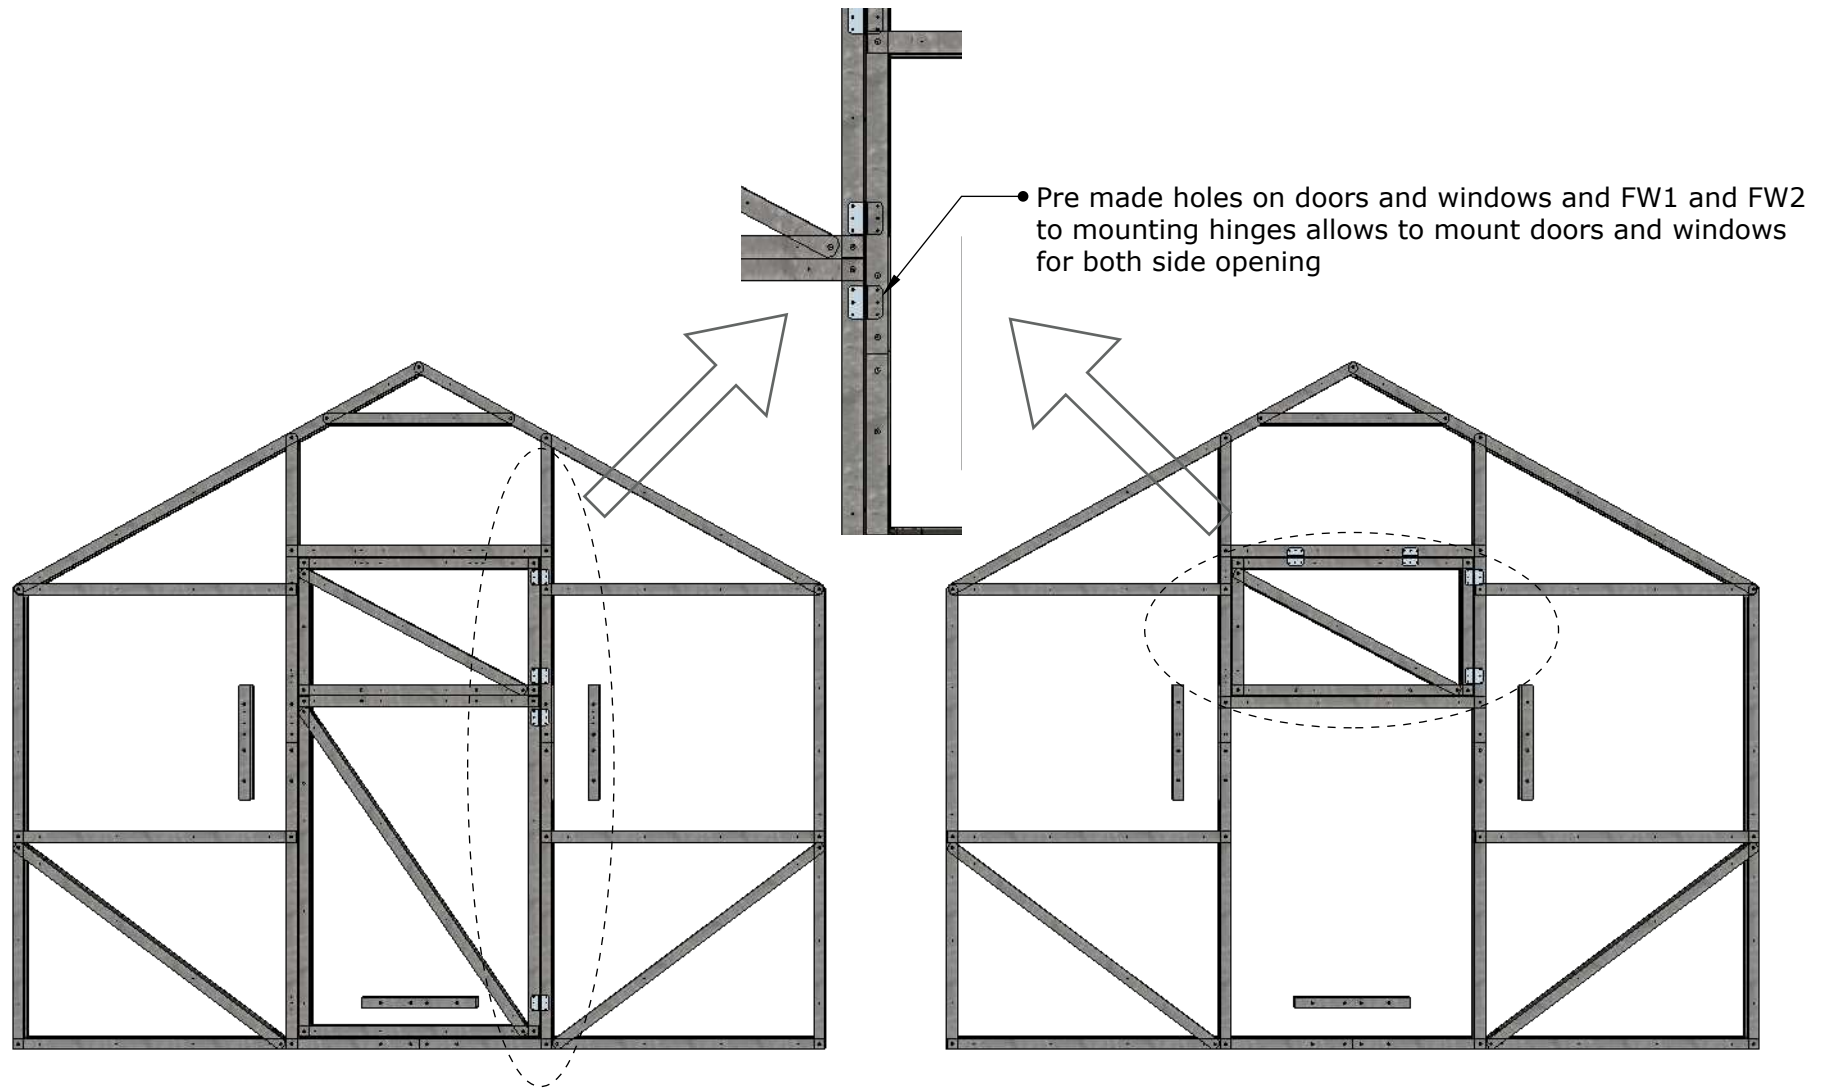 Pre made holes on doors and windows and FW1 and FW2
to mounting hinges allows to mount doors and windows
for both side opening